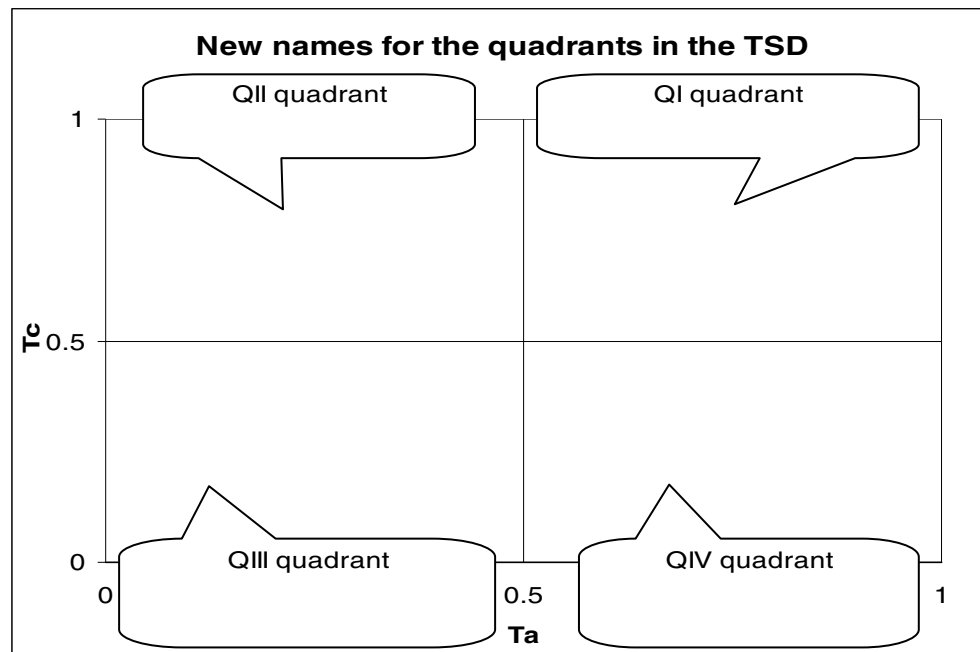 New names for the quadrants in the TSD
QII quadrant
QI quadrant
1
Tc
0.5
QIII quadrant
QIV quadrant
0
0
0.5
1
Ta